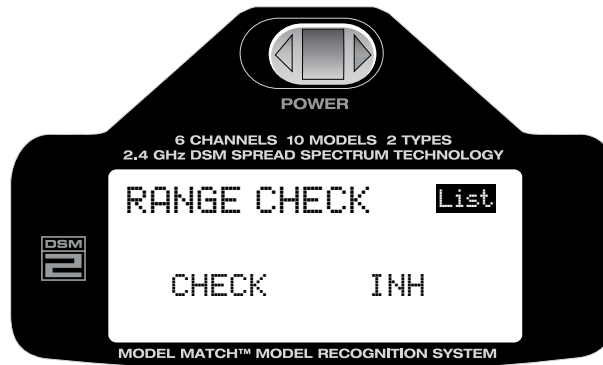 POWER
6 CHANNELS 10 MODELS 2 TYPES
2.4 GHz DSM SPREAD SPECTRUM TECHNOLOGY
RANGE CHECK List
DSM
2
CHECK INH
MODEL MATCH™ MODEL RECOGNITION SYSTEM